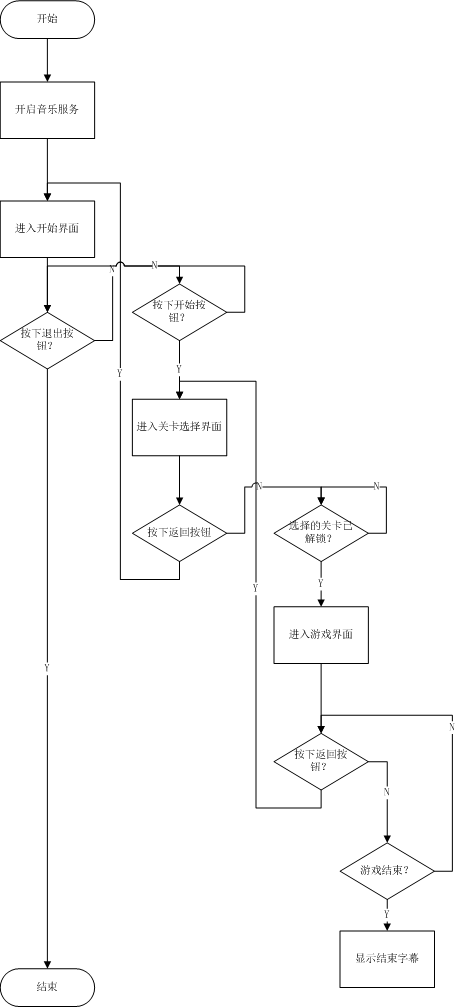 开始
开启音乐服务
进入开始界面
N
N
按下开始按
钮？
按下退出按
钮？
Y
Y
进入关卡选择界面
N
N
按下返回按钮
选择的关卡已
解锁？
Y
Y
进入游戏界面
Y
N
按下返回按
钮？
N
游戏结束？
Y
显示结束字幕
结束